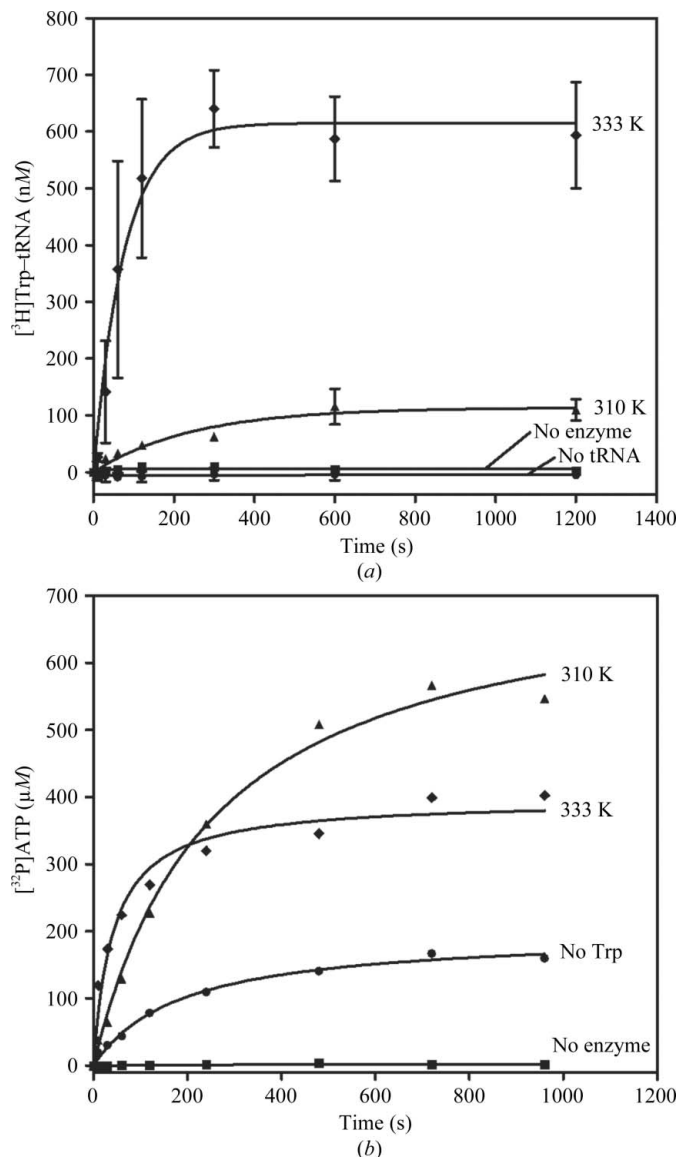 800
700
600
500
400
300
200
100
0
[³H]Trp–tRNA (nM)
333 K
310 K
No enzyme
No tRNA
0 200 400 600 800 1000 1200 1400
Time (s)
(a)
700
600
500
400
300
200
100
0
[³²P]ATP (µM)
310 K
333 K
No Trp
No enzyme
0 200 400 600 800 1000 1200
Time (s)
(b)